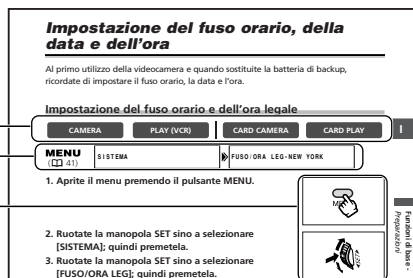 Impostazione del fuso orario, della
data e dell'ora
Al primo utilizzo della videocamera e quando sostituite la batteria di backup,
ricordate di impostare il fuso orario, la data e l'ora.
Impostazione del fuso orario e dell'ora legale
CAMERA PLAY (VCR) CARD CAMERA CARD PLAY
I
MENU
(41)
SISTEMA FUSO/ORA LEG-NEW YORK
1. Aprite il menu premendo il pulsante MENU.
MENU
2. Ruotate la manopola SET sino a selezionare
[SISTEMA]; quindi premetela.
3. Ruotate la manopola SET sino a selezionare
[FUSO/ORA LEG]; quindi premetela.
SET
Funzioni di base -
Preparazioni